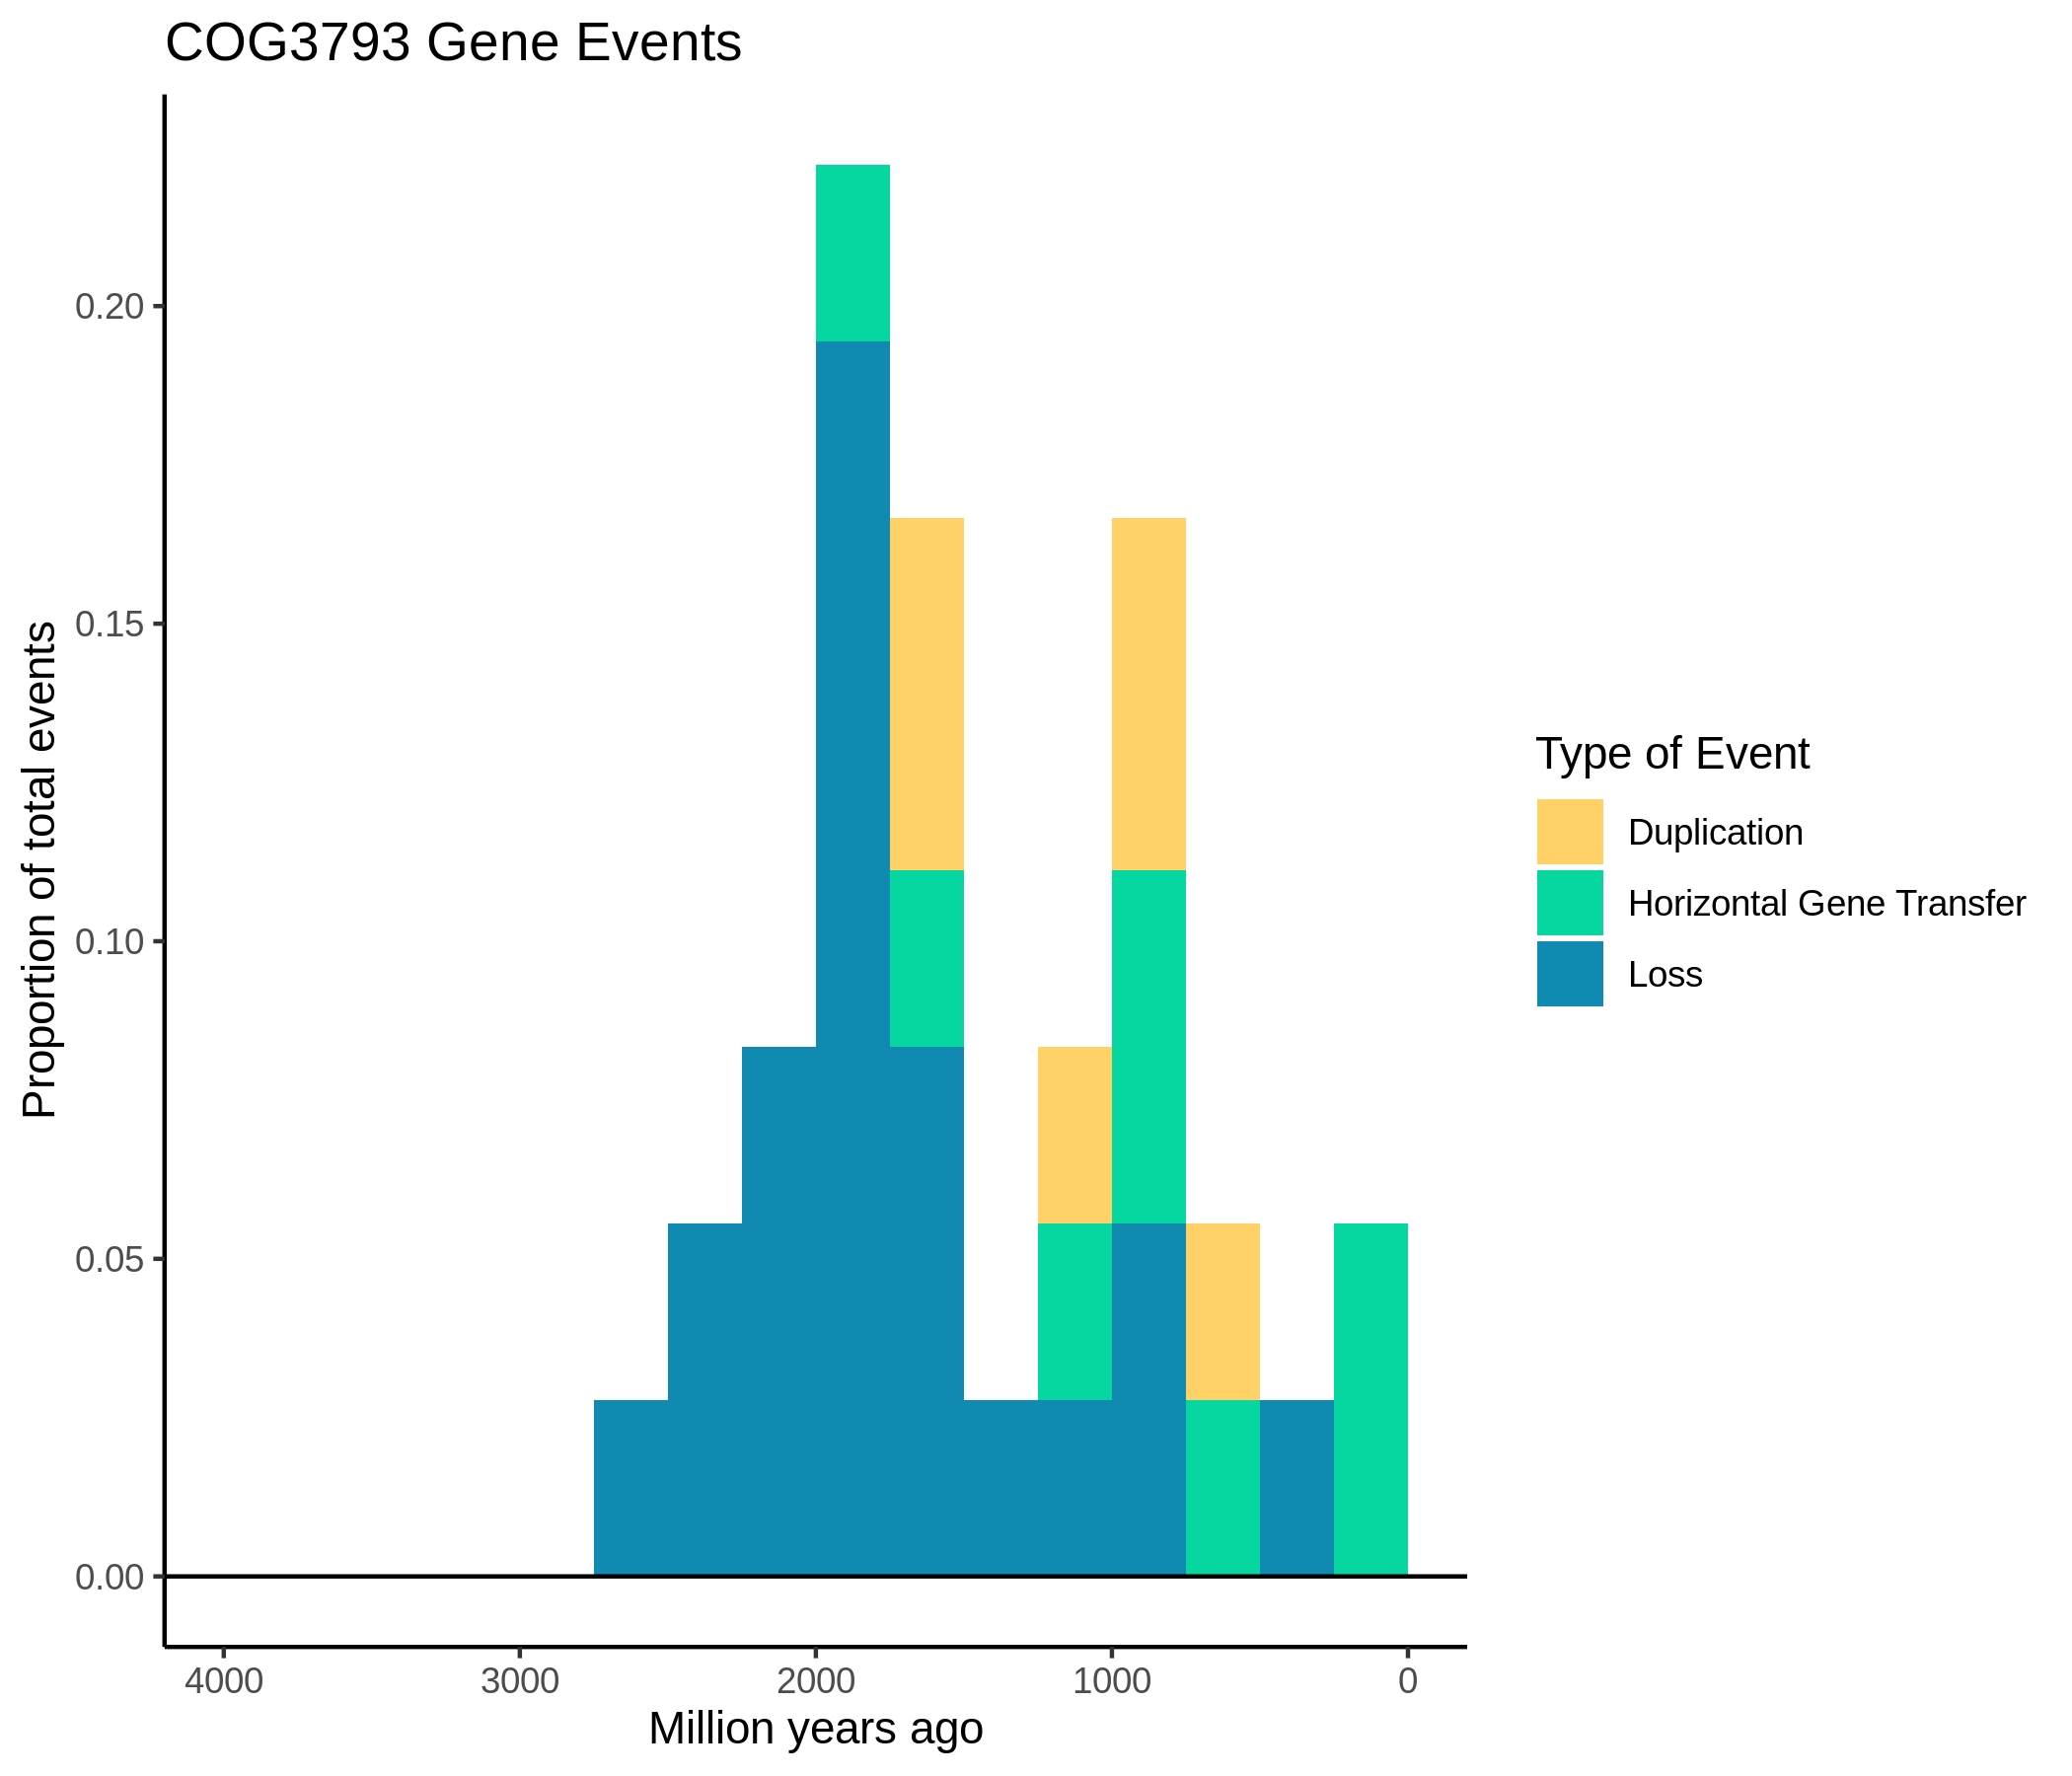 COG3793 Gene Events
Proportion of total events
0.20
0.15
0.10
0.05
0.00
4000 3000 2000 1000 0
Million years ago
Type of Event
Duplication
Horizontal Gene Transfer
Loss